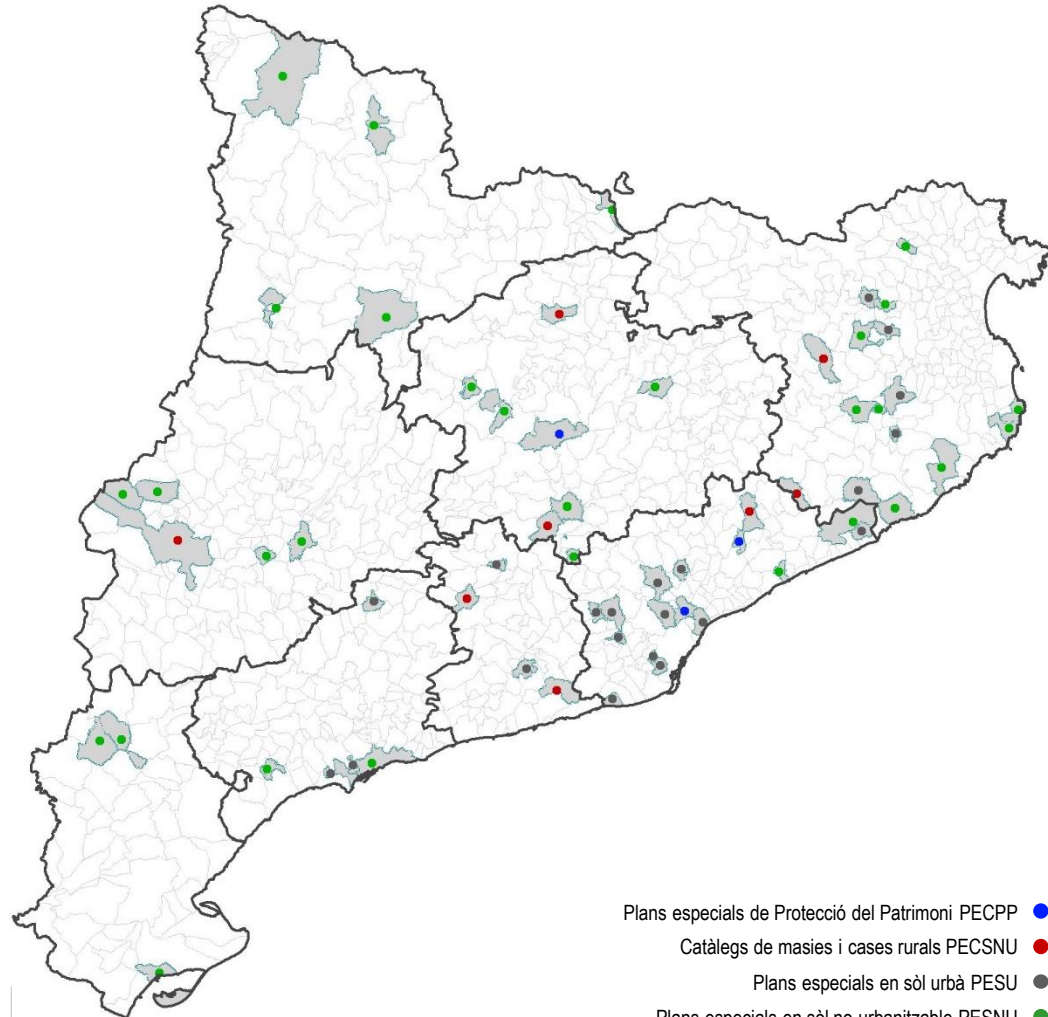 Plans especials de Protecció del Patrimoni PECPP
Catàlegs de masies i cases rurals PECSNU
Plans especials en sòl urbà PESU
Plans especials en sòl no urbanitzable PESNU